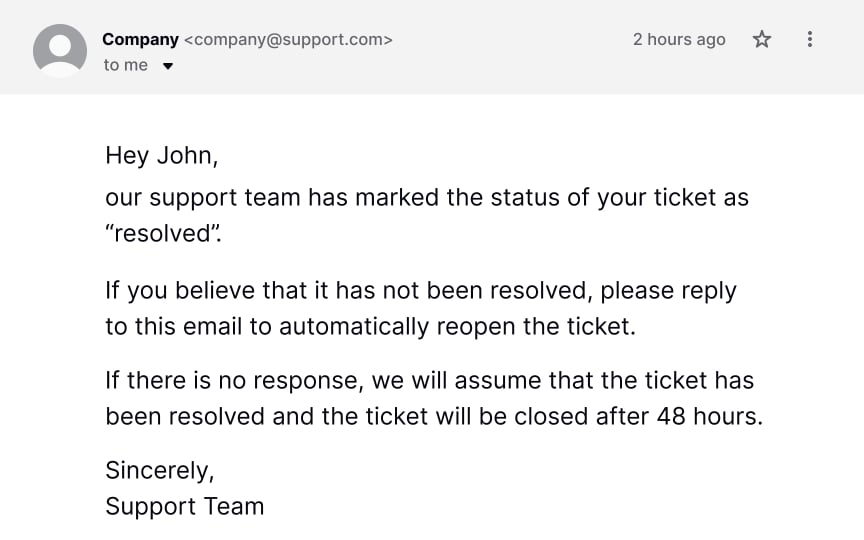 Company <company@support.com> 2 hours ago
to me
Hey John,
our support team has marked the status of your ticket as
“resolved”.
If you believe that it has not been resolved, please reply
to this email to automatically reopen the ticket.
If there is no response, we will assume that the ticket has
been resolved and the ticket will be closed after 48 hours.
Sincerely,
Support Team